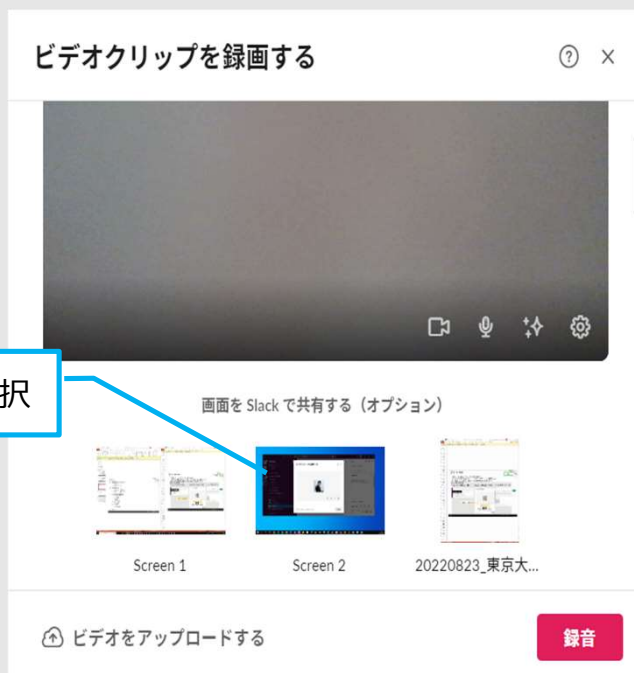 ビデオクリップを録画する
択
画面を Slack で共有する（オプション）
Screen 1
Screen 2
20220823_東京大...
ビデオをアップロードする
録音